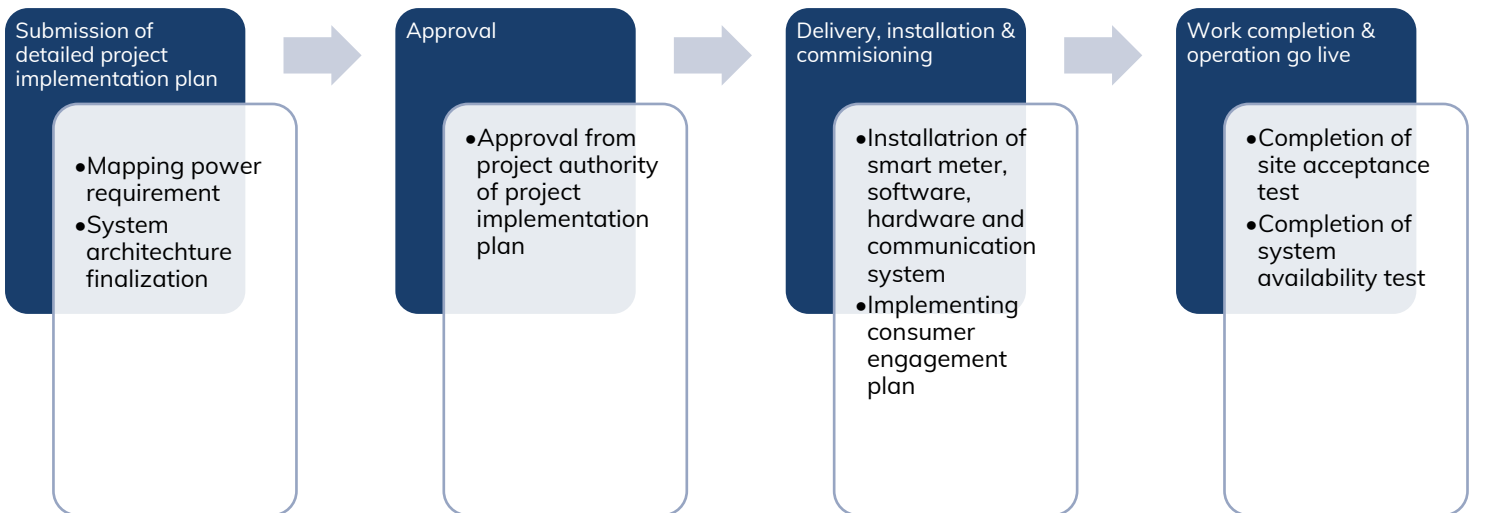 Submission of
detailed project
implementation plan
•Mapping power
requirement
•System
architechture
finalization
Approval
•Approval from
project authority
of project
implementation
plan
Delivery, installation &
commisioning
•Installatrion of
smart meter,
software,
hardware and
communication
system
•Implementing
consumer
engagement
plan
Work completion &
operation go live
•Completion of
site acceptance
test
•Completion of
system
availability test